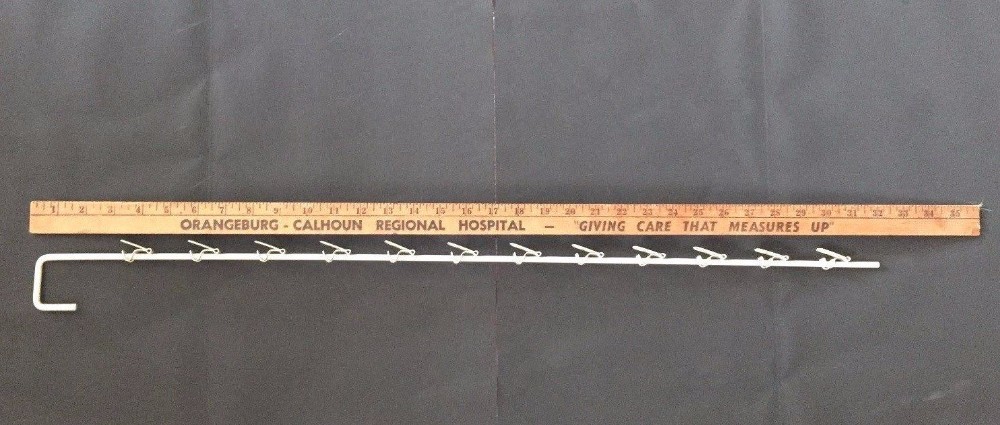 1 2 3 4 5 6 7 8 9 10 11 12 13 14 15 16 17 18 19 20 21 22 23 24 25 26 27 28 29 30 31 32 33 34 35
ORANGEBURG - CALHOUN REGIONAL HOSPITAL — "GIVING CARE THAT MEASURES UP"